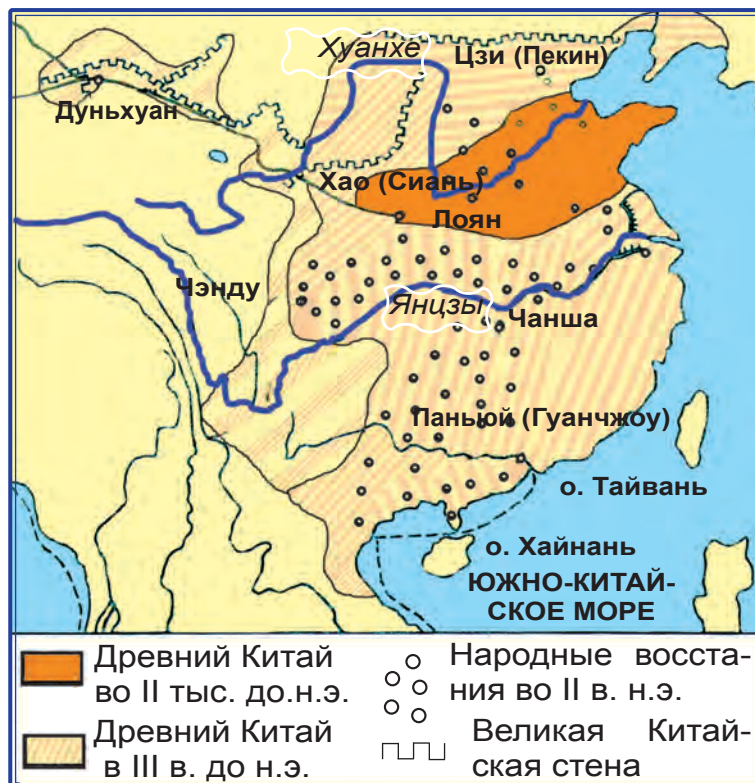 Хуанхе
Цзи (Пекин)
Дуньхуан
Хао (Сиань)
Лоян
Чэнду
Янцзы
Чанша
Паньюй (Гуанчжоу)
о. Тайвань
о. Хайнань
ЮЖНО-КИТАЙ-
СКОЕ МОРЕ
Древний Китай
во II тыс. до.н.э.
Древний Китай
в III в. до н.э.
Народные восста-
ния во II в. н.э.
Великая Китай-
ская стена